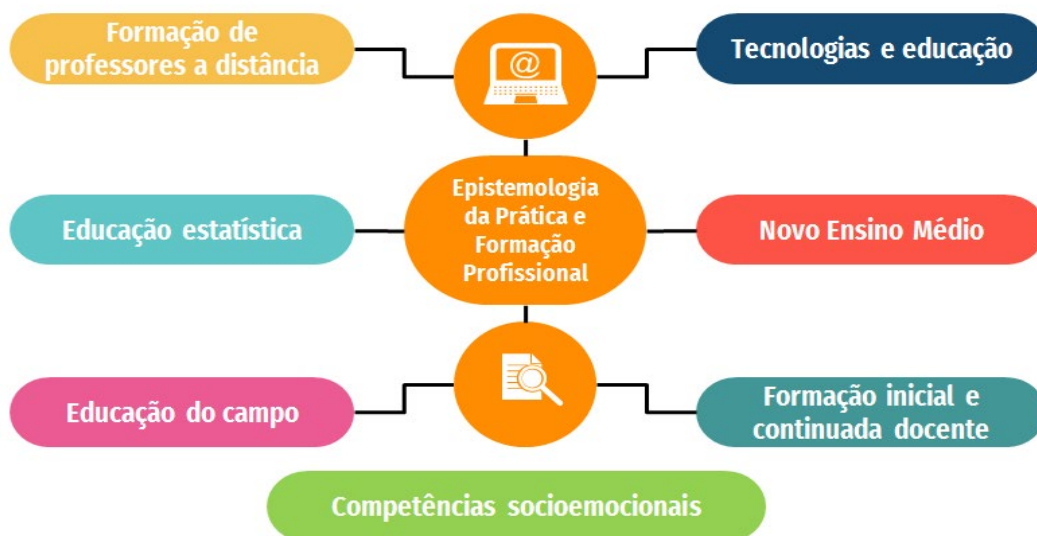 Formação de
professores a distância
@
Tecnologias e educação
Educação estatística
Epistemologia
da Prática e
Formação
Profissional
Novo Ensino Médio
Educação do campo
Formação inicial e
continuada docente
Competências socioemocionais